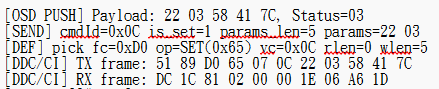 [OSD PUSH] Payload: 22 03 58 41 7C, Status=03
[SEND] cmdId=0x0C is_set=1 params_len=5 params=22 03
[DEF] pick fc=0xD0 op=SET(0x65) vc=0x0C rlen=0 wlen=5
[DDC/CI] TX frame: 51 89 D0 65 07 0C 22 03 58 41 7C
[DDC/CI] RX frame: DC 1C 81 02 00 00 1E 06 A6 1D